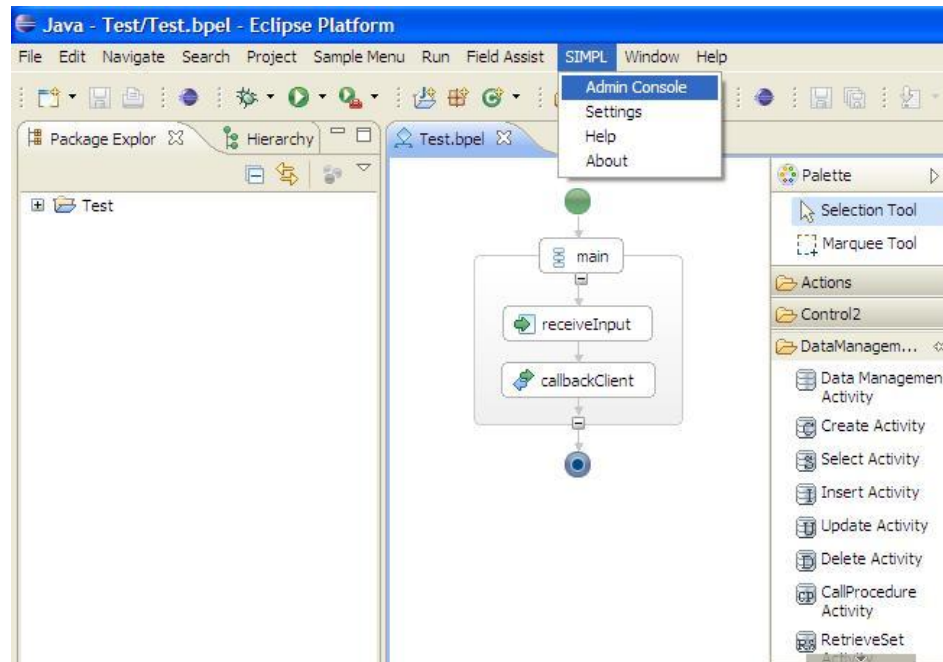 Java - Test/Test.bpel - Eclipse Platform
File Edit Navigate Search Project Sample Menu Run Field Assist SIMPL Window Help
Admin Console
Settings
Help
About
Package Explor
Hierarchy
Test.bpel
Test
main
receiveInput
callbackClient
Palette
Selection Tool
Marquee Tool
Actions
Control2
DataManagem...
Data Managemen
Activity
Create Activity
Select Activity
Insert Activity
Update Activity
Delete Activity
CallProcedure
Activity
RetrieveSet